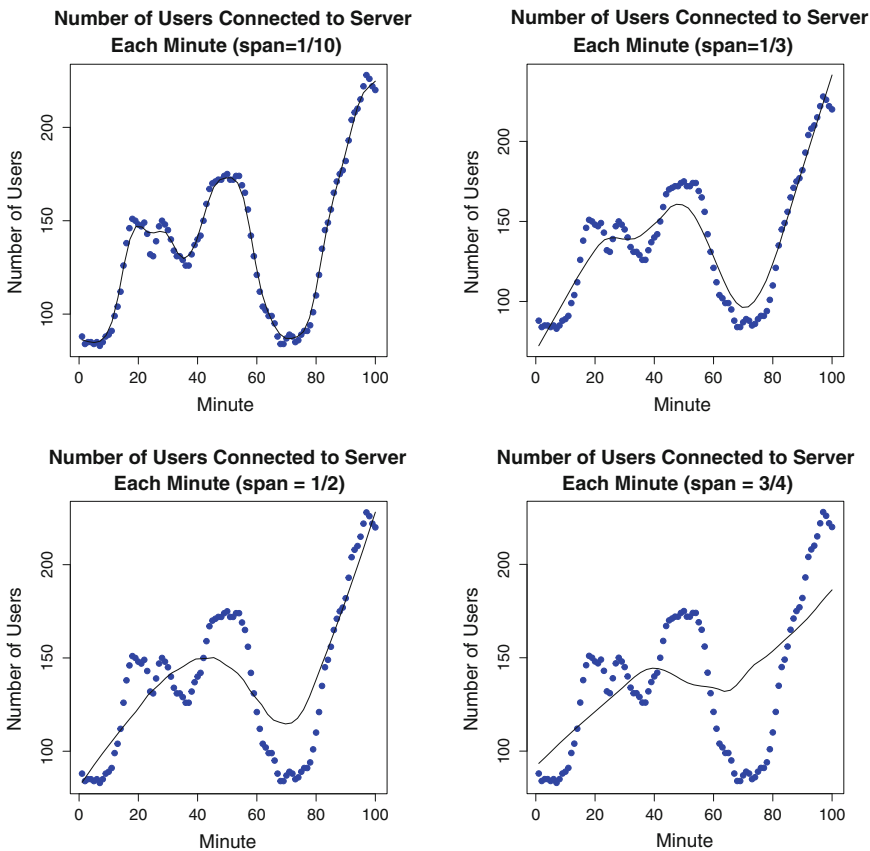 Number of Users Connected to Server
Each Minute (span=1/10)
Number of Users
200
150
100
0 20 40 60 80 100
Minute
Number of Users Connected to Server
Each Minute (span=1/3)
Number of Users
200
150
100
0 20 40 60 80 100
Minute
Number of Users Connected to Server
Each Minute (span = 1/2)
Number of Users
200
150
100
0 20 40 60 80 100
Minute
Number of Users Connected to Server
Each Minute (span = 3/4)
Number of Users
200
150
100
0 20 40 60 80 100
Minute